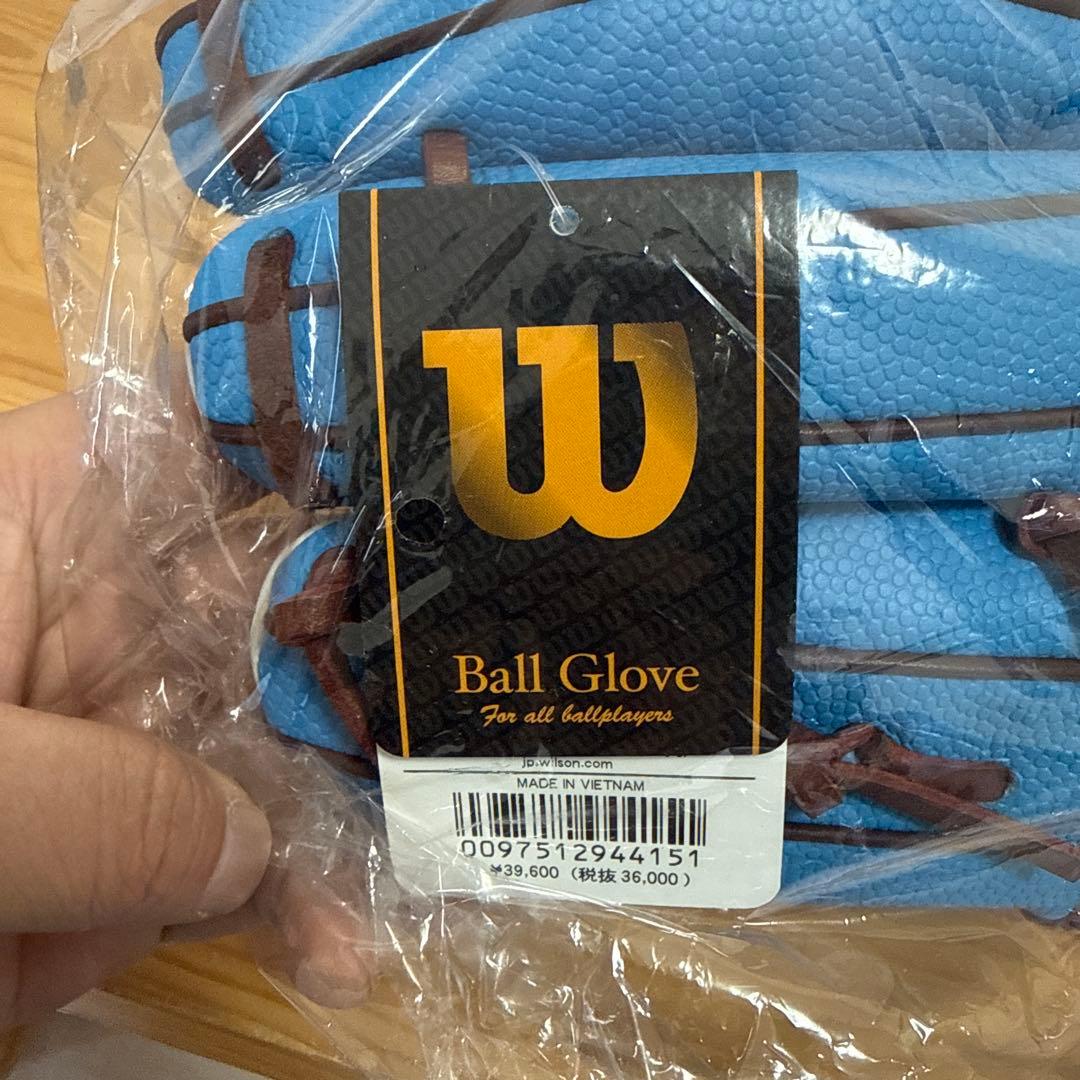 W
Ball Glove
For all ballplayers
jp.wilson.com
MADE IN VIETNAM
0097512944151
¥39,600（税抜 36,000）